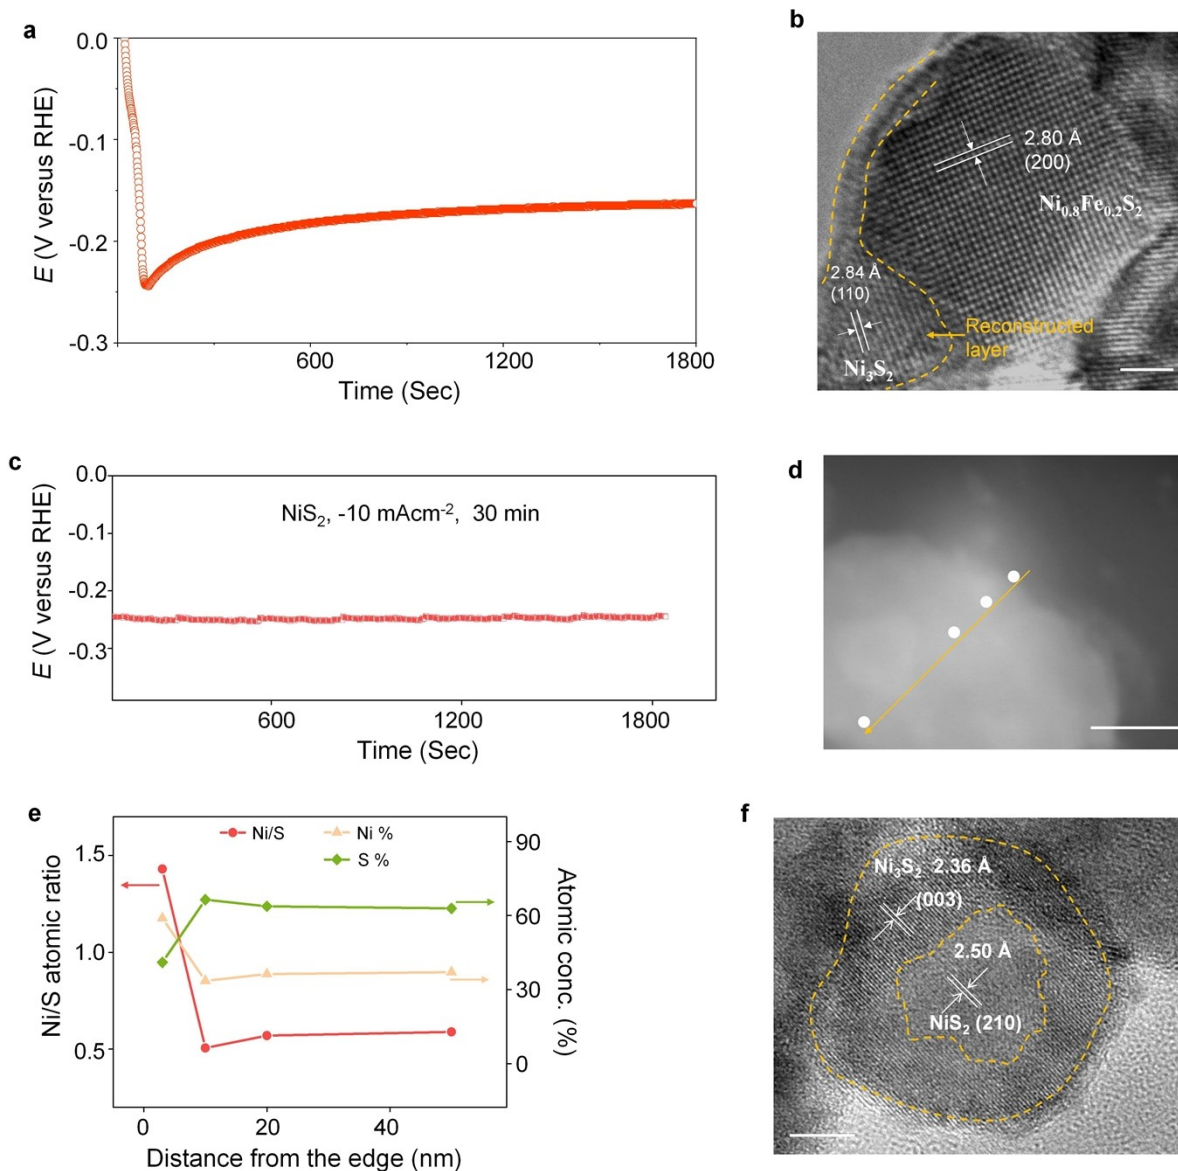 a
0.0
-0.1
-0.2
-0.3
E (V versus RHE)
600
1200
1800
Time (Sec)
b
2.80 Å
(200)
Ni0.8Fe0.2S2
2.84 Å
(110)
Reconstructed
layer
Ni3S2
c
0.0
-0.1
-0.2
-0.3
E (V versus RHE)
NiS2, -10 mAcm-2, 30 min
600
1200
1800
Time (Sec)
d
e
Ni/S
Ni %
S %
1.5
1.0
0.5
Ni/S atomic ratio
90
60
30
0
Atomic conc. (%)
0
20
40
Distance from the edge (nm)
f
Ni3S2 2.36 Å
(003)
2.50 Å
NiS2 (210)